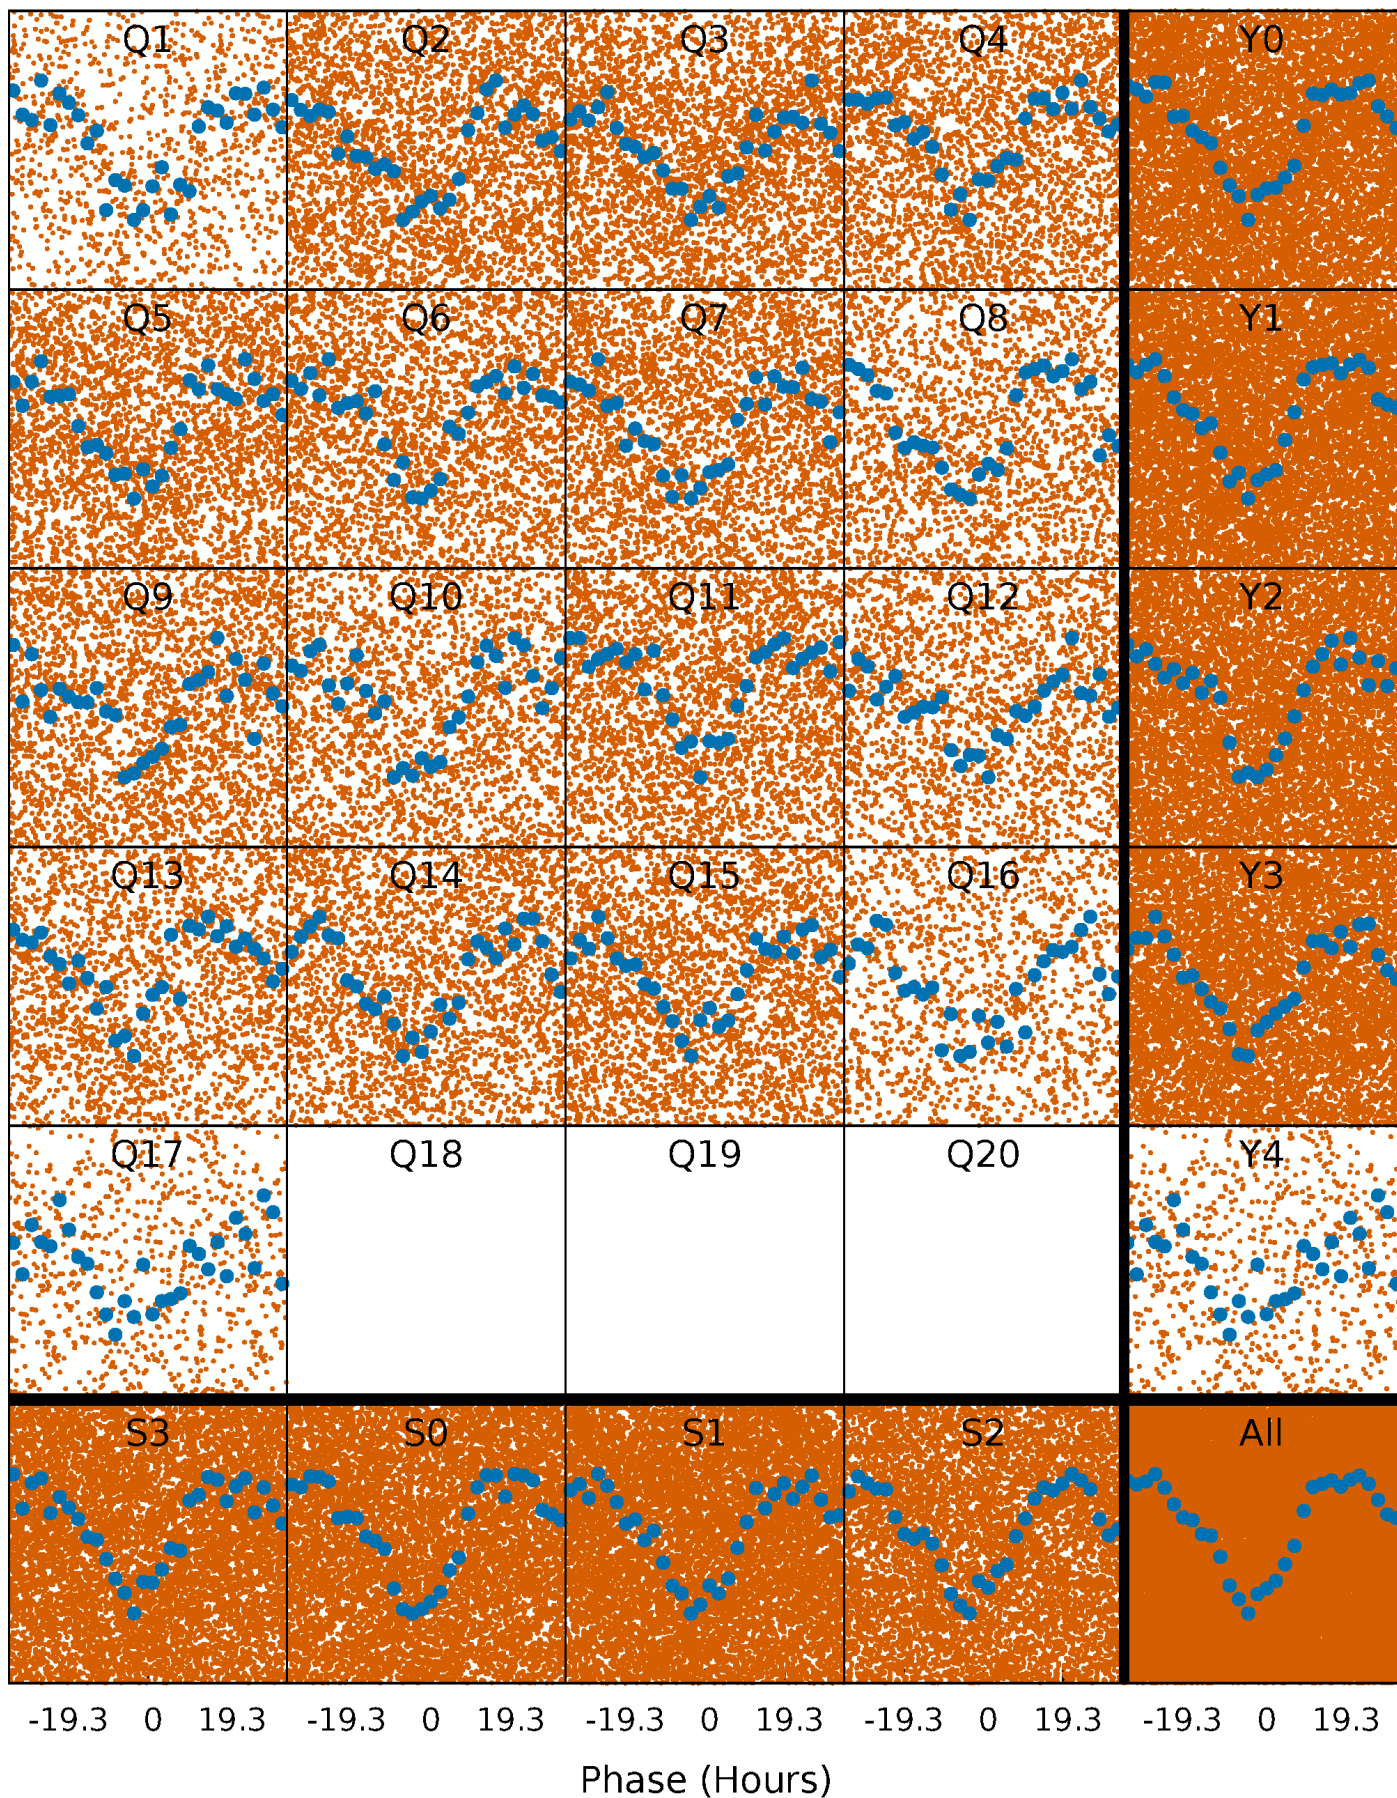 Q1 Q2 Q3 Q4 Y0
Q5 Q6 Q7 Q8 Y1
Q9 Q10 Q11 Q12 Y2
Q13 Q14 Q15 Q16 Y3
Q17 Q18 Q19 Q20 Y4
S3 S0 S1 S2 All
-19.3 0 19.3 -19.3 0 19.3 -19.3 0 19.3 -19.3 0 19.3 -19.3 0 19.3
Phase (Hours)